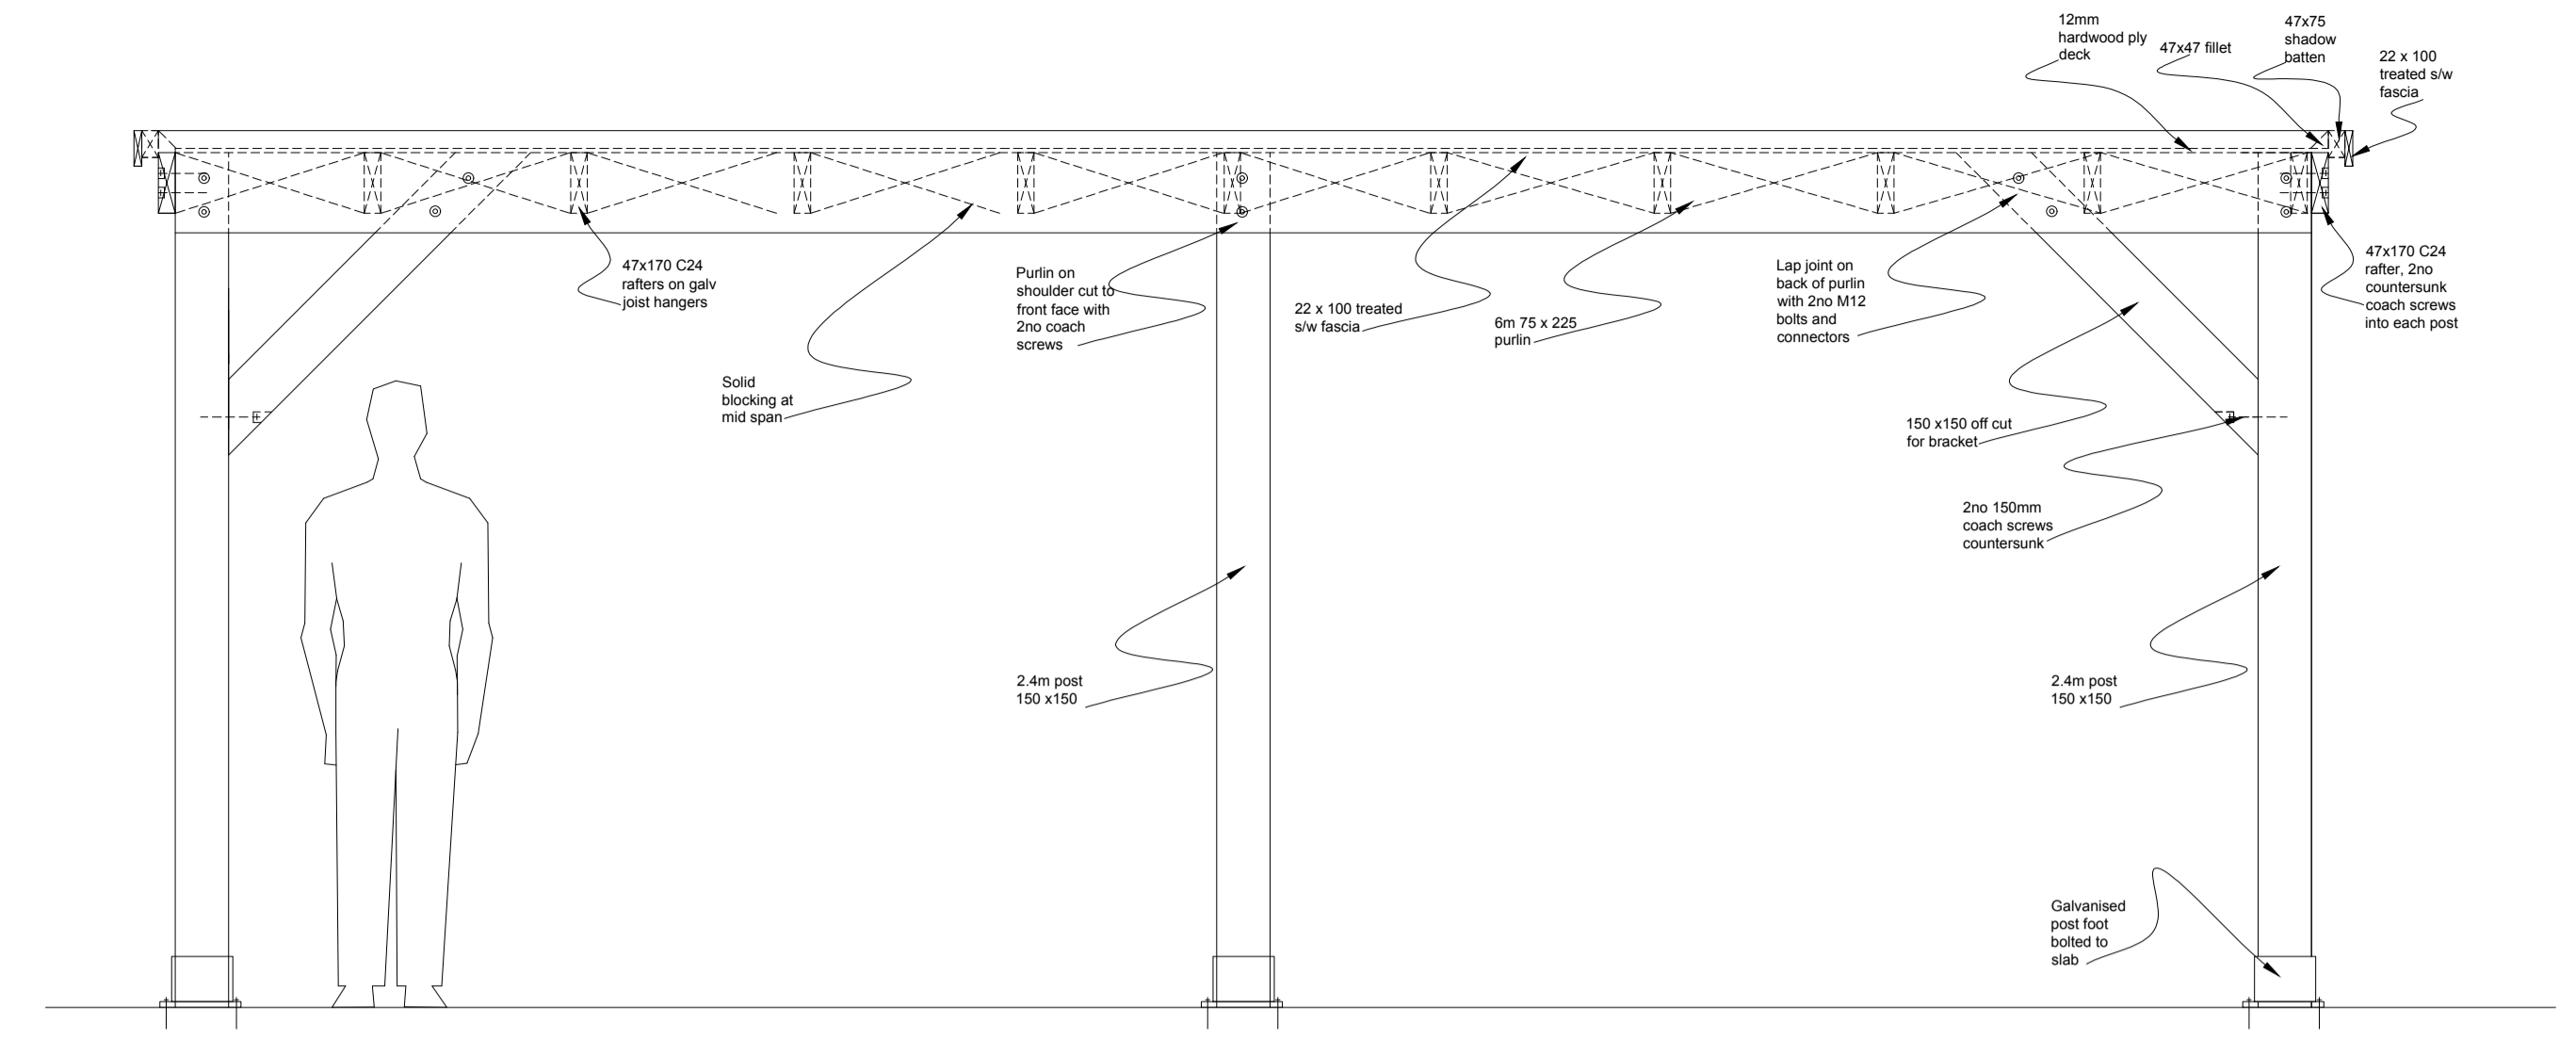 12mm
hardwood ply
deck
47x47 fillet
47x75
shadow
batten
22 x 100
treated s/w
fascia
47x170 C24
rafters on galv
joist hangers
Solid
blocking at
mid span
Purlin on
shoulder cut to
front face with
2no coach
screws
22 x 100 treated
s/w fascia
6m 75 x 225
purlin
Lap joint on
back of purlin
with 2no M12
bolts and
connectors
47x170 C24
rafter, 2no
countersunk
coach screws
into each post
150 x150 off cut
for bracket
2no 150mm
coach screws
countersunk
2.4m post
150 x150
2.4m post
150 x150
Galvanised
post foot
bolted to
slab